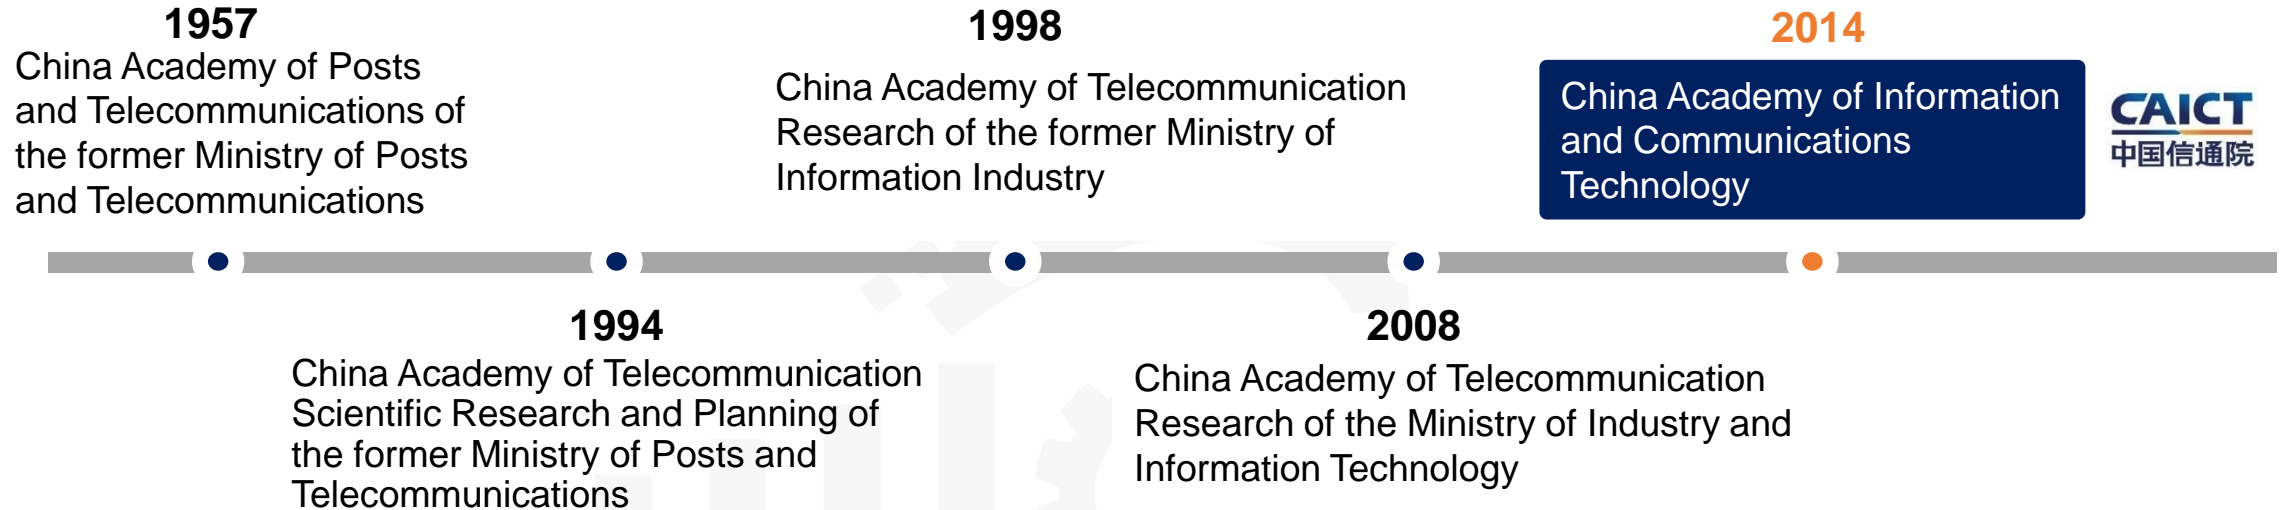 1957
China Academy of Posts
and Telecommunications of
the former Ministry of Posts
and Telecommunications
1994
China Academy of Telecommunication
Scientific Research and Planning of
the former Ministry of Posts and
Telecommunications
1998
China Academy of Telecommunication
Research of the former Ministry of
Information Industry
2008
China Academy of Telecommunication
Research of the Ministry of Industry and
Information Technology
2014
China Academy of Information
and Communications
Technology
CAICT
中国信通院